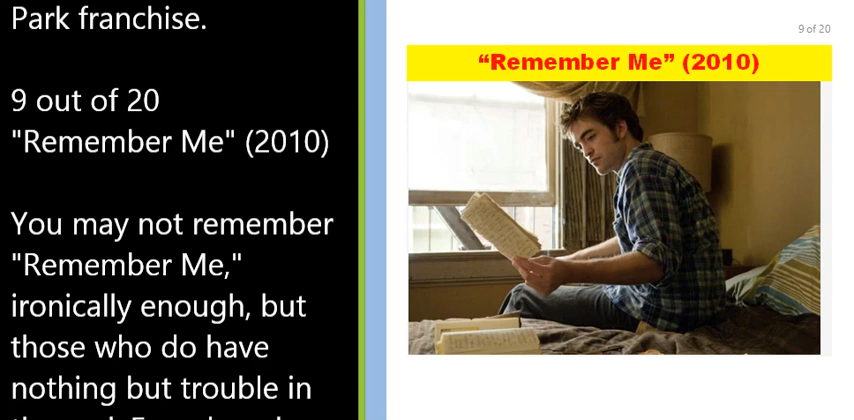 Park franchise.
9 out of 20
"Remember Me" (2010)
You may not remember
"Remember Me,"
ironically enough, but
those who do have
nothing but trouble in
9 of 20
“Remember Me” (2010)